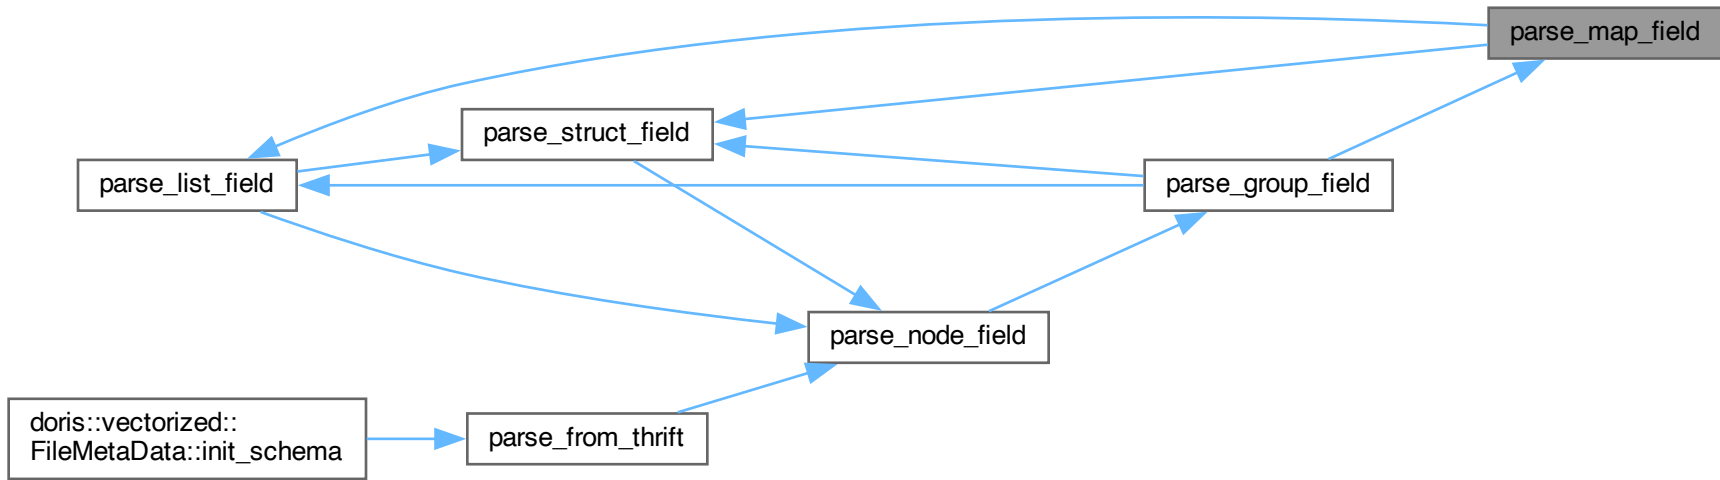 parse_map_field
parse_struct_field
parse_list_field
parse_group_field
parse_node_field
doris::vectorized::
FileMetaData::init_schema
parse_from_thrift